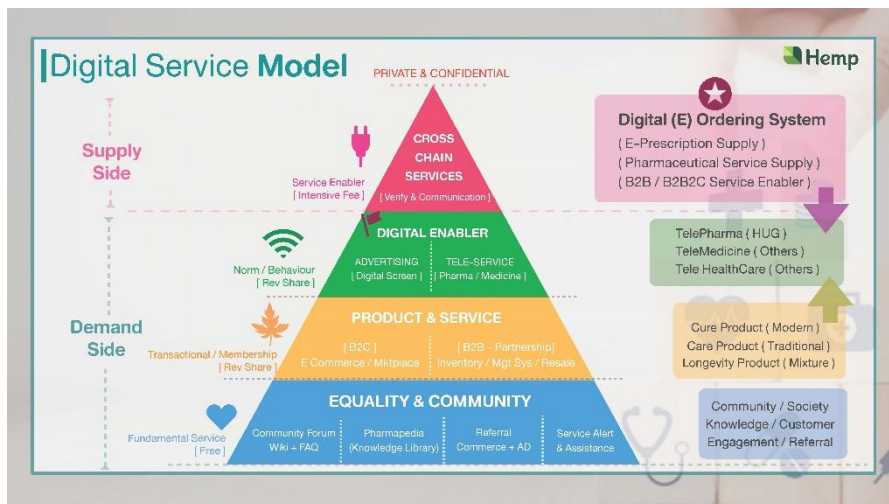 Digital Service Model
Hemp
PRIVATE & CONFIDENTIAL
Supply
Side
Service Enabler
[ Intensive Fee ]
CROSS
CHAIN
SERVICES
[ Verify & Communication ]
Digital (E) Ordering System
( E-Prescription Supply )
( Pharmaceutical Service Supply )
( B2B / B2B2C Service Enabler )
Demand
Side
Norm / Behaviour
[ Rev Share ]
DIGITAL ENABLER
ADVERTISING
[ Digital Screen ]
TELE-SERVICE
[ Pharma / Medicine ]
TelePharma ( HUG )
TeleMedicine ( Others )
Tele HealthCare ( Others )
Transactional / Membership
[ Rev Share ]
PRODUCT & SERVICE
[ B2C ]
E Commerce / Mktplace
[ B2B - Partnership]
Inventory / Mgt Sys / Resale
Cure Product ( Modern )
Care Product ( Traditional )
Longevity Product ( Mixture )
Fundamental Service
[ Free ]
EQUALITY & COMMUNITY
Community Forum
Wiki + FAQ
Pharmapedia
(Knowledge Library)
Referral
Commerce + AD
Service Alert
& Assistance
Community / Society
Knowledge / Customer
Engagement / Referral